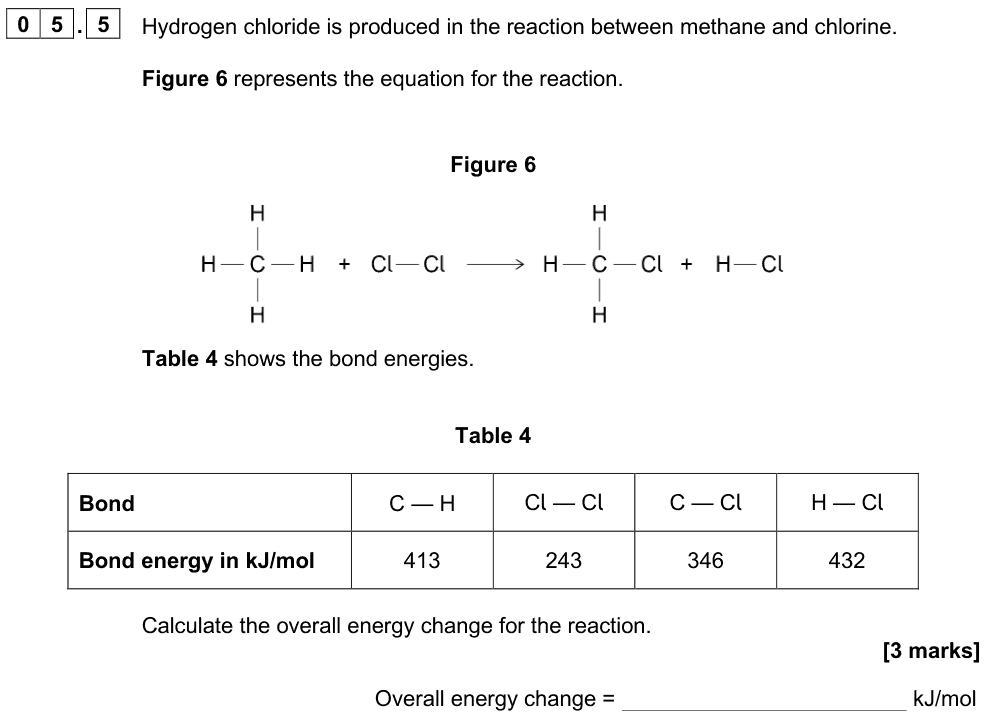 0 5 . 5 Hydrogen chloride is produced in the reaction between methane and chlorine.
Figure 6 represents the equation for the reaction.
Figure 6
H H
H — C — H + Cl — Cl ⟶ H — C — Cl + H — Cl
H H
Table 4 shows the bond energies.
Table 4
Bond C — H Cl — Cl C — Cl H — Cl
Bond energy in kJ/mol 413 243 346 432
Calculate the overall energy change for the reaction.
[3 marks]
Overall energy change = ______________________ kJ/mol